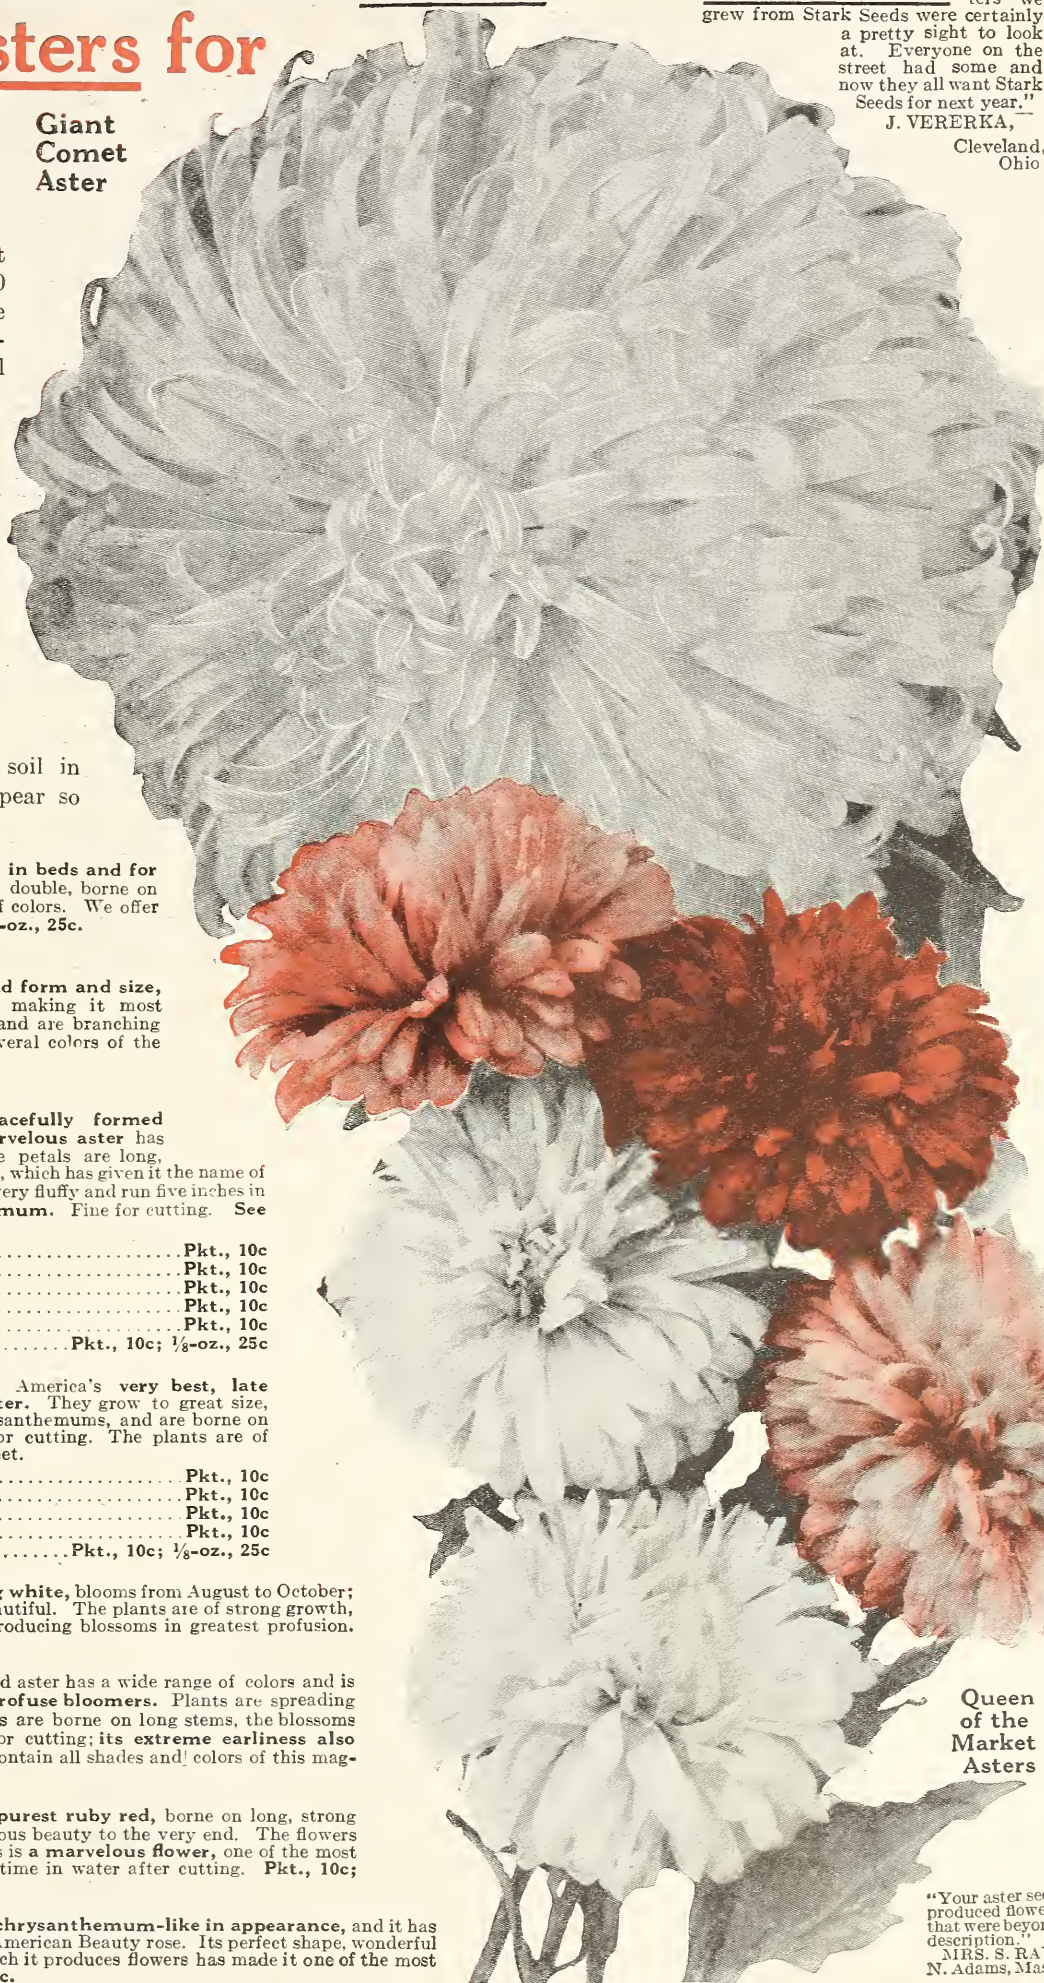 sters for
Giant
Comet
Aster
grew from Stark Seeds were certainly
a pretty sight to look
at. Everyone on the
street had some and
now they all want Stark
Seeds for next year."
J. VERERKA,
Cleveland,
Ohio
soil in
pear so
in beds and for
double, borne on
f colors. We offer
-oz., 25c.
d form and size,
making it most
and are branching
veral colors of the
acefully formed
rvelous aster has
e petals are long,
, which has given it the name of
ery fluffy and run five inches in
mum. Fine for cutting. See
....................Pkt., 10c
....................Pkt., 10c
....................Pkt., 10c
....................Pkt., 10c
....................Pkt., 10c
........Pkt., 10c; ⅛-oz., 25c
America's very best, late
ter. They grow to great size,
santhemums, and are borne on
or cutting. The plants are of
et.
....................Pkt., 10c
....................Pkt., 10c
....................Pkt., 10c
....................Pkt., 10c
........Pkt., 10c; ⅛-oz., 25c
g white, blooms from August to October;
autiful. The plants are of strong growth,
roducing blossoms in greatest profusion.
d aster has a wide range of colors and is
rofuse bloomers. Plants are spreading
s are borne on long stems, the blossoms
or cutting; its extreme earliness also
ontain all shades and colors of this mag-
purest ruby red, borne on long, strong
ous beauty to the very end. The flowers
s is a marvelous flower, one of the most
time in water after cutting. Pkt., 10c;
chrysanthemum-like in appearance, and it has
American Beauty rose. Its perfect shape, wonderful
ch it produces flowers has made it one of the most
c.
Queen
of the
Market
Asters
"Your aster see
produced flowe
that were beyon
description."
MRS. S. RA
N. Adams, Mas